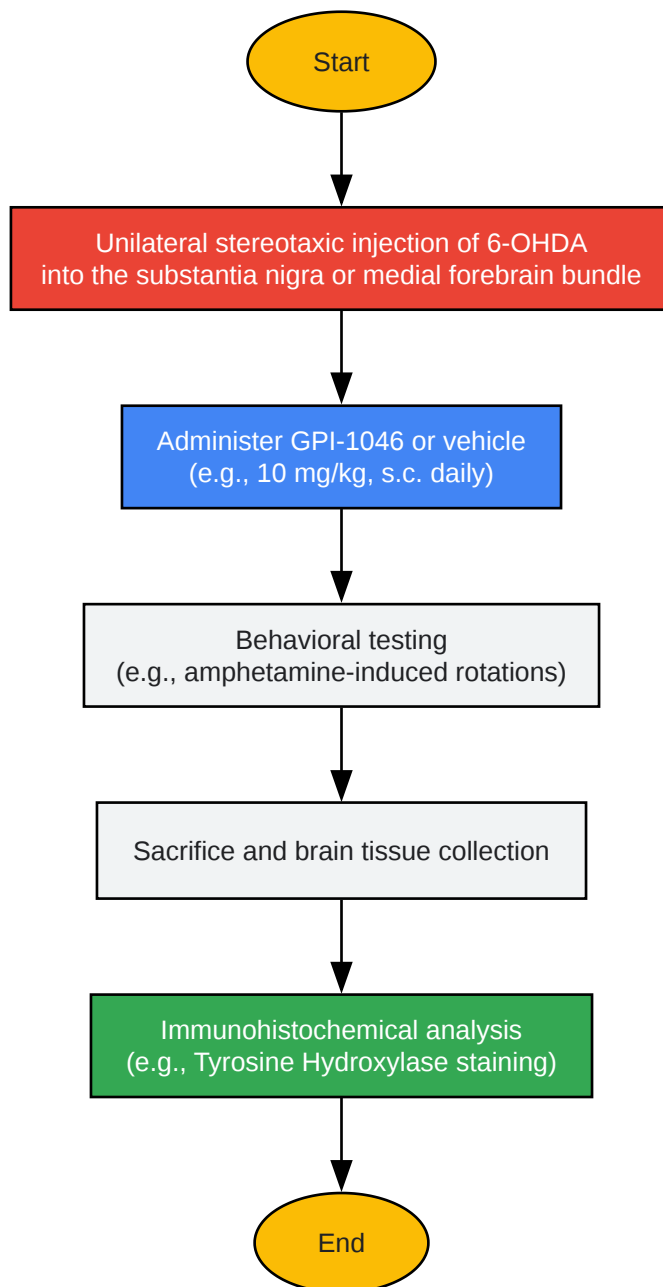 Start
Unilateral stereotaxic injection of 6-OHDA
into the substantia nigra or medial forebrain bundle
Administer GPI-1046 or vehicle
(e.g., 10 mg/kg, s.c. daily)
Behavioral testing
(e.g., amphetamine-induced rotations)
Sacrifice and brain tissue collection
Immunohistochemical analysis
(e.g., Tyrosine Hydroxylase staining)
End